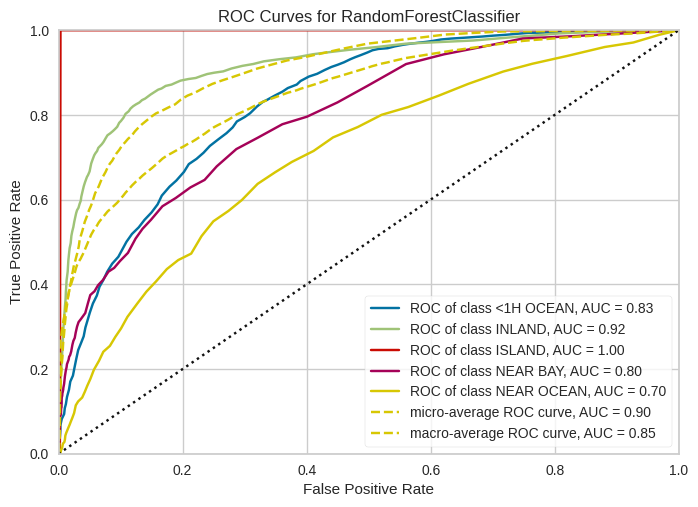 ROC Curves for RandomForestClassifier
True Positive Rate
1.0
0.8
0.6
0.4
0.2
0.0
ROC of class <1H OCEAN, AUC = 0.83
ROC of class INLAND, AUC = 0.92
ROC of class ISLAND, AUC = 1.00
ROC of class NEAR BAY, AUC = 0.80
ROC of class NEAR OCEAN, AUC = 0.70
micro-average ROC curve, AUC = 0.90
macro-average ROC curve, AUC = 0.85
0.0 0.2 0.4 0.6 0.8 1.0
False Positive Rate